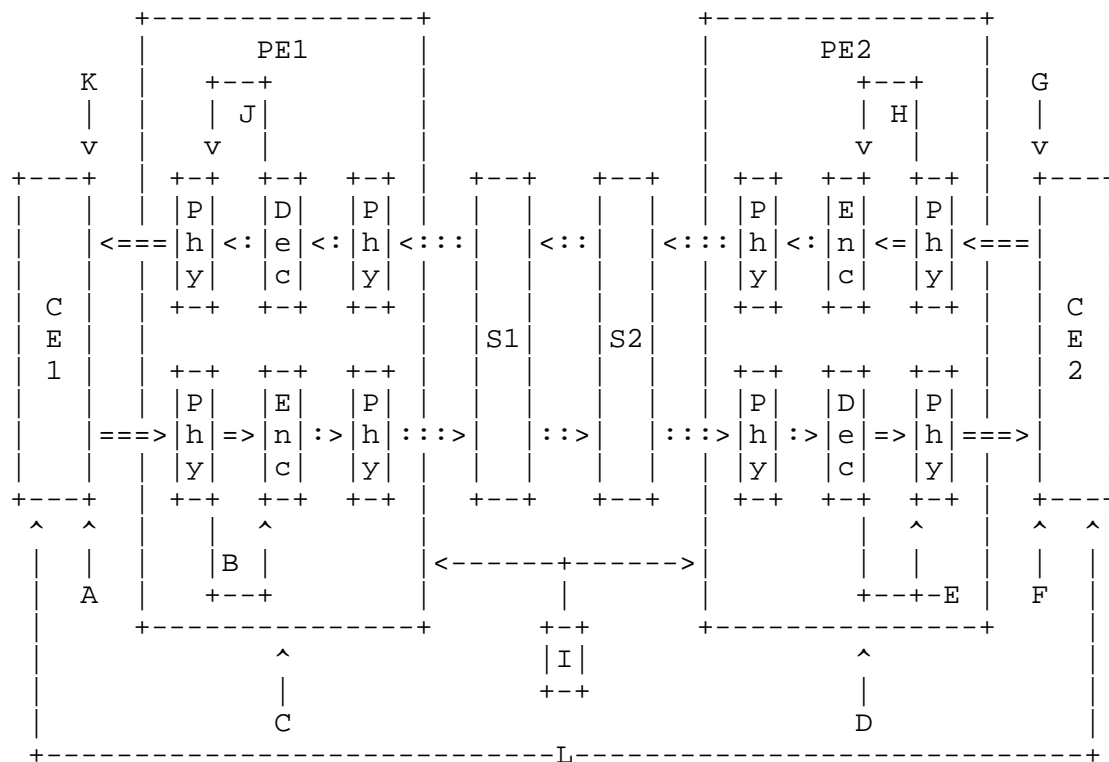 +---------------+               +---------------+
       |      PE1      |               |      PE2      |
    K  |   +--+        |               |        +--+   |  G
    |  |   | J|        |               |        | H|   |  |
    v  |   v  |        |               |        v  |   |  v
+---+  | +-+  +-+  +-+ |  +--+   +--+  | +-+  +-+  +-+ |  +----
|   |  | |P|  |D|  |P| |  |  |   |  |  | |P|  |E|  |P| |  |   |
|   |<===|h|<:|e|<:|h|<:::|  |<::|  |<:::|h|<:|n|<=|h|<===|   |
|   |  | |y|  |c|  |y| |  |  |   |  |  | |y|  |c|  |y| |  |   |
| C |  | +-+  +-+  +-+ |  |  |   |  |  | +-+  +-+  +-+ |  | C |
| E |  |               |  |S1|   |S2|  |               |  | E |
| 1 |  | +-+  +-+  +-+ |  |  |   |  |  | +-+  +-+  +-+ |  | 2 |
|   |  | |P|  |E|  |P| |  |  |   |  |  | |P|  |D|  |P| |  |   |
|   |===>|h|=>|n|:>|h|:::>|  |::>|  |:::>|h|:>|e|=>|h|===>|   |
|   |  | |y|  |c|  |y| |  |  |   |  |  | |y|  |c|  |y| |  |   |
+---+  | +-+  +-+  +-+ |  +--+   +--+  | +-+  +-+  +-+ |  +----
 ^  ^  |   |  ^        |               |        |  ^   |  ^  ^
 |  |  |   |B |        |<------+------>|        |  |   |  |  |
 |  A  |   +--+        |       |       |        +--+-E |  F  |
 |     +---------------+      +-+      +---------------+     |
 |             ^              |I|               ^            |
 |             |              +-+               |            |
 |             C                                D            |
 +-----------------------------L-----------------------------+